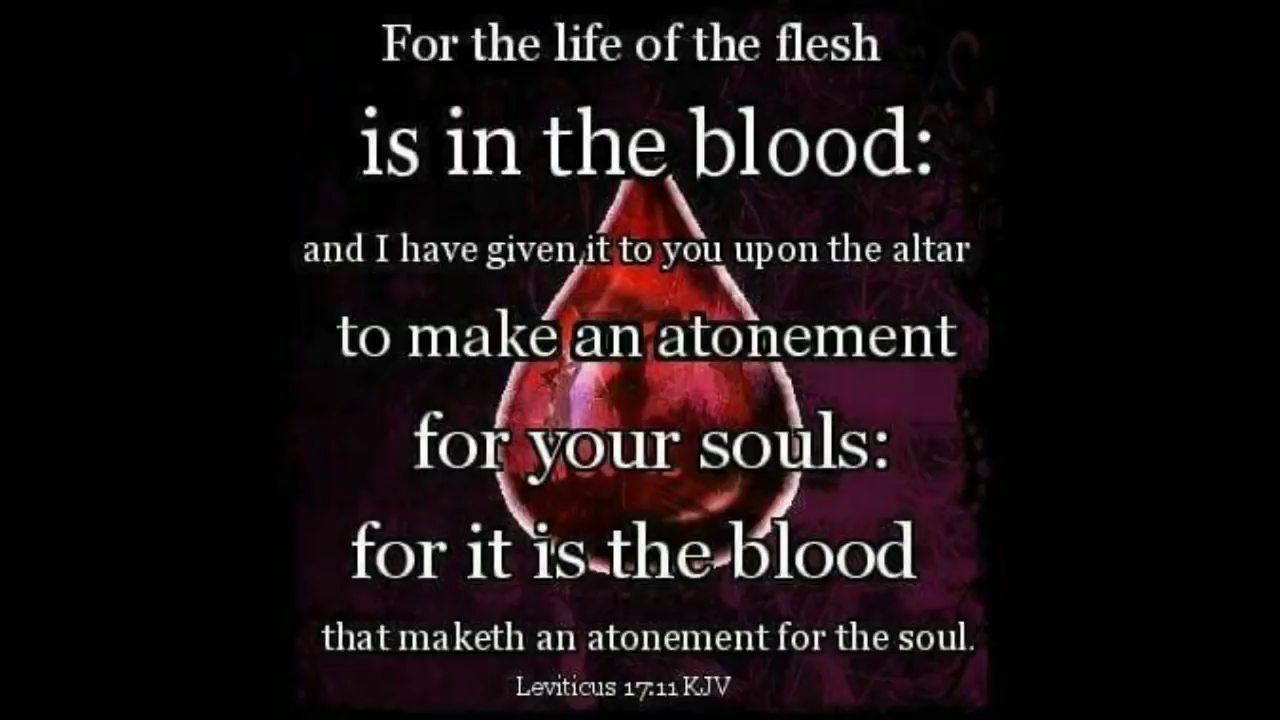 For the life of the flesh
is in the blood:
and I have given it to you upon the altar
to make an atonement
for your souls:
for it is the blood
that maketh an atonement for the soul.
Leviticus 17:11 KJV